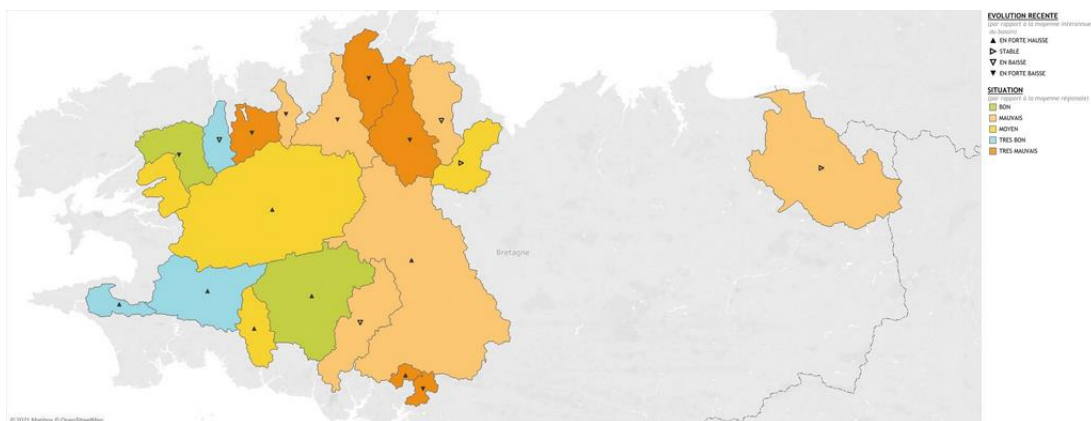 EVOLUTION RECENTE
(par rapport à la moyenne interannuelle
du bassin)
EN FORTE HAUSSE
STABLE
EN BAISSE
EN FORTE BAISSE
SITUATION
(par rapport à la moyenne régionale)
BON
MAUVAIS
MOYEN
TRES BON
TRES MAUVAIS
Bretagne
© 2021 Mapbox © OpenStreetMap